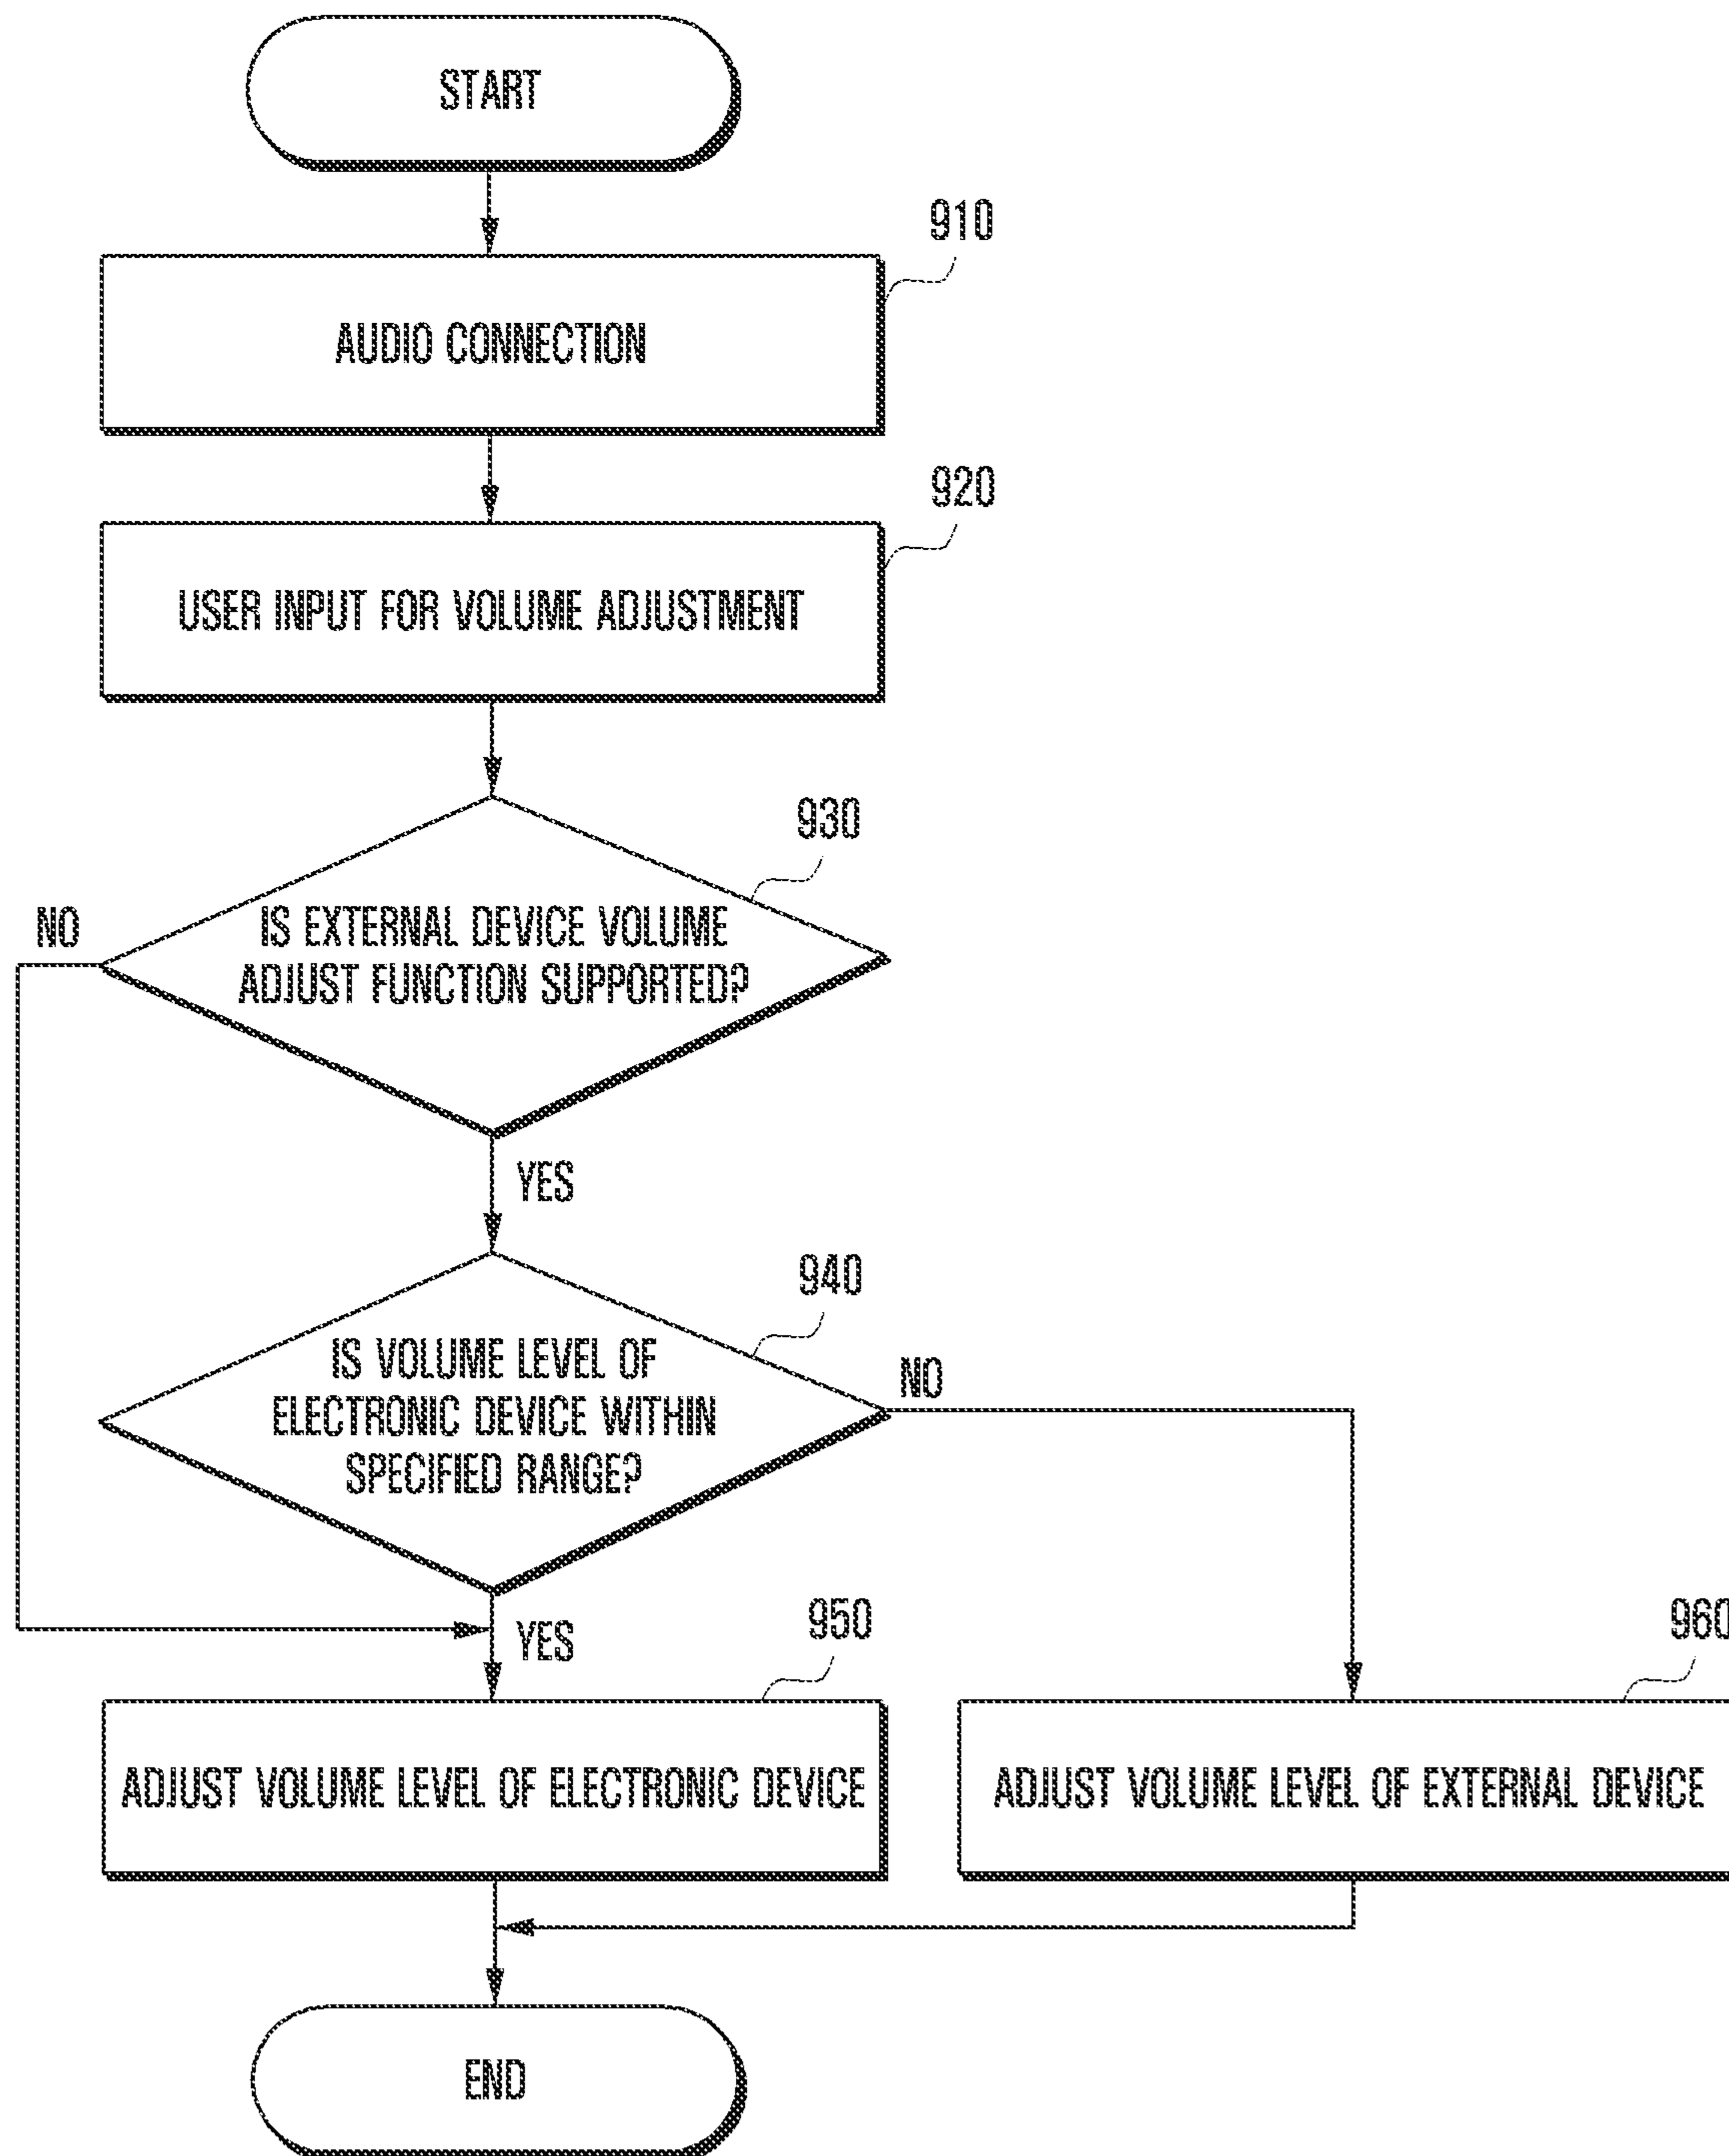 START
910
AUDIO CONNECTION
920
USER INPUT FOR VOLUME ADJUSTMENT
930
NO
IS EXTERNAL DEVICE VOLUME
ADJUST FUNCTION SUPPORTED?
YES
940
IS VOLUME LEVEL OF
ELECTRONIC DEVICE WITHIN
SPECIFIED RANGE?
NO
YES
950
960
ADJUST VOLUME LEVEL OF ELECTRONIC DEVICE
ADJUST VOLUME LEVEL OF EXTERNAL DEVICE
END